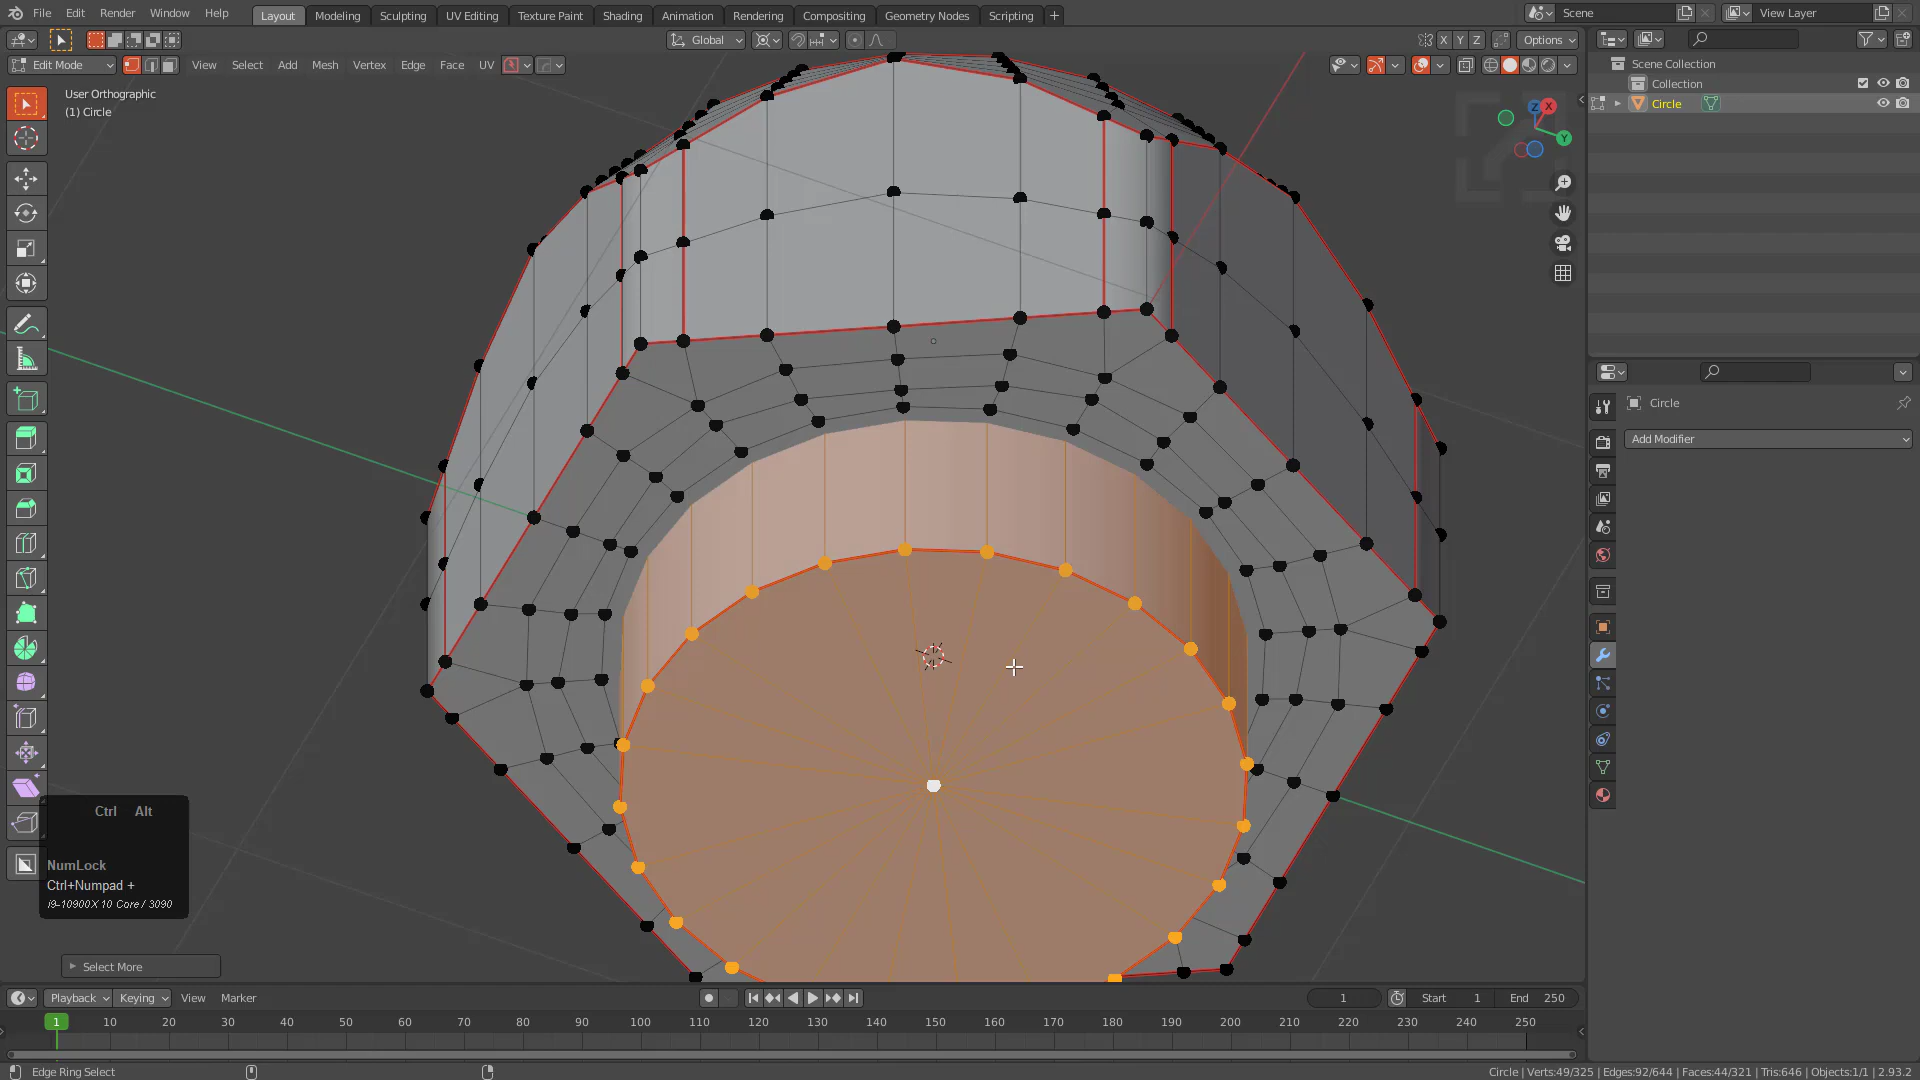 File Edit Render Window Help Layout Modeling Sculpting UV Editing Texture Paint Shading Animation Rendering Compositing Geometry Nodes Scripting + Scene View Layer
Global X Y Z Options
Edit Mode View Select Add Mesh Vertex Edge Face UV
User Orthographic
(1) Circle
Z X
Y
Scene Collection
Collection
Circle
Circle
Add Modifier
Ctrl Alt
NumLock
Ctrl+Numpad +
i9-10900X 10 Core / 3090
Select More
Playback Keying View Marker 1 Start 1 End 250
1 10 20 30 40 50 60 70 80 90 100 110 120 130 140 150 160 170 180 190 200 210 220 230 240 250
Edge Ring Select Circle | Verts:49/325 | Edges:92/644 | Faces:44/321 | Tris:646 | Objects:1/1 | 2.93.2